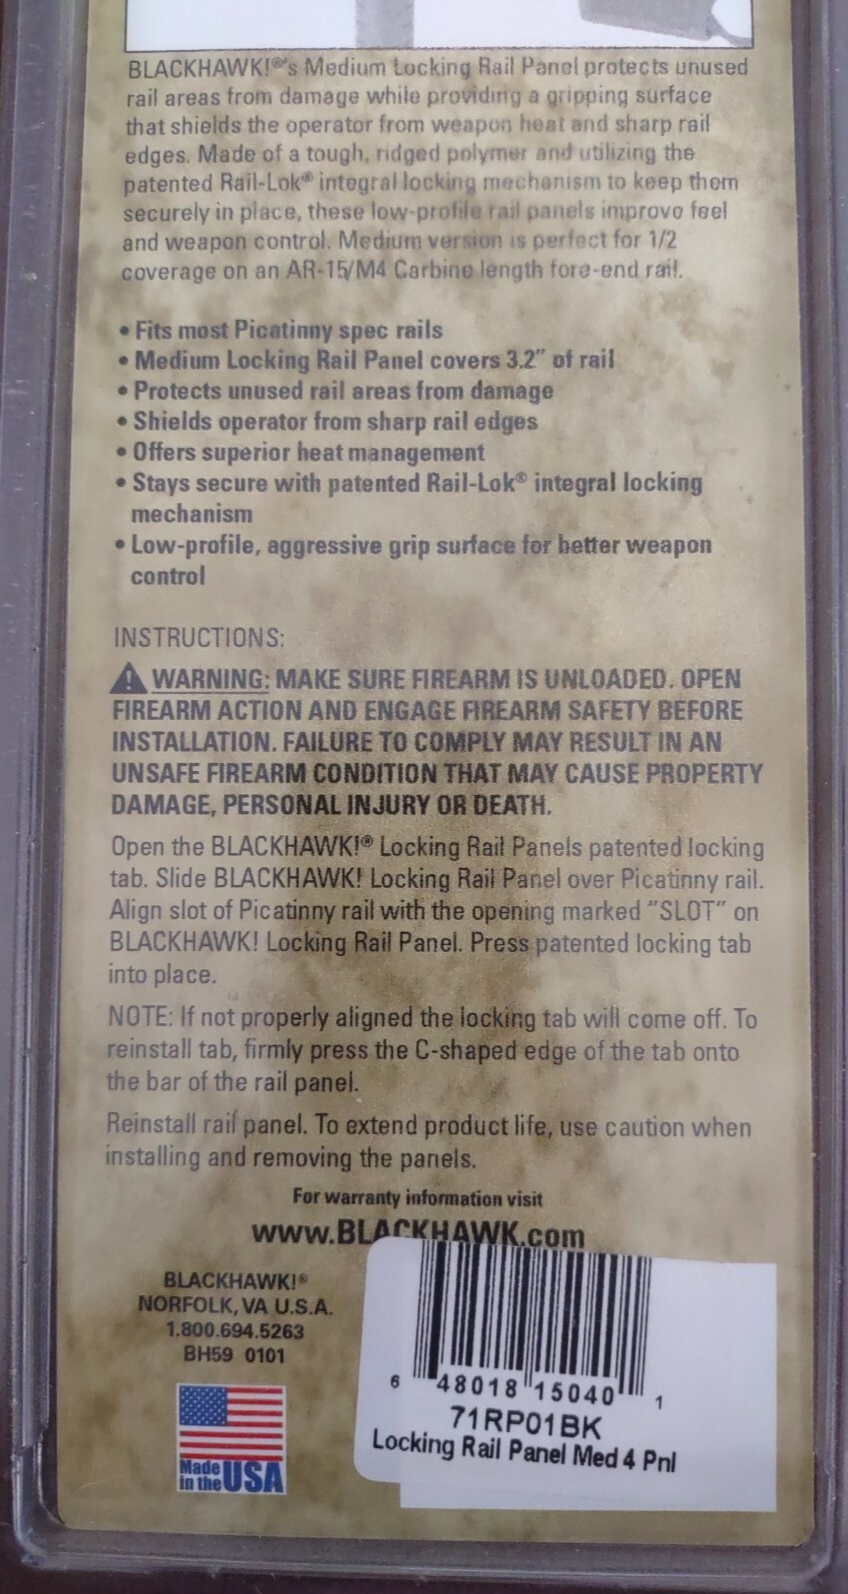 BLACKHAWK!®'s Medium Locking Rail Panel protects unused
rail areas from damage while providing a gripping surface
that shields the operator from weapon heat and sharp rail
edges. Made of a tough, ridged polymer and utilizing the
patented Rail-Lok® integral locking mechanism to keep them
securely in place, these low-profile rail panels improve feel
and weapon control. Medium version is perfect for 1/2
coverage on an AR-15/M4 Carbine length fore-end rail.
• Fits most Picatinny spec rails
• Medium Locking Rail Panel covers 3.2" of rail
• Protects unused rail areas from damage
• Shields operator from sharp rail edges
• Offers superior heat management
• Stays secure with patented Rail-Lok® integral locking
mechanism
• Low-profile, aggressive grip surface for better weapon
control
INSTRUCTIONS:
WARNING: MAKE SURE FIREARM IS UNLOADED. OPEN
FIREARM ACTION AND ENGAGE FIREARM SAFETY BEFORE
INSTALLATION. FAILURE TO COMPLY MAY RESULT IN AN
UNSAFE FIREARM CONDITION THAT MAY CAUSE PROPERTY
DAMAGE, PERSONAL INJURY OR DEATH.
Open the BLACKHAWK!® Locking Rail Panels patented locking
tab. Slide BLACKHAWK! Locking Rail Panel over Picatinny rail.
Align slot of Picatinny rail with the opening marked "SLOT" on
BLACKHAWK! Locking Rail Panel. Press patented locking tab
into place.
NOTE: If not properly aligned the locking tab will come off. To
reinstall tab, firmly press the C-shaped edge of the tab onto
the bar of the rail panel.
Reinstall rail panel. To extend product life, use caution when
installing and removing the panels.
For warranty information visit
www.BLACKHAWK.com
BLACKHAWK!®
NORFOLK, VA U.S.A.
1.800.694.5263
BH59 0101
Made
in the USA
6 48018 15040 1
71RP01BK
Locking Rail Panel Med 4 Pnl